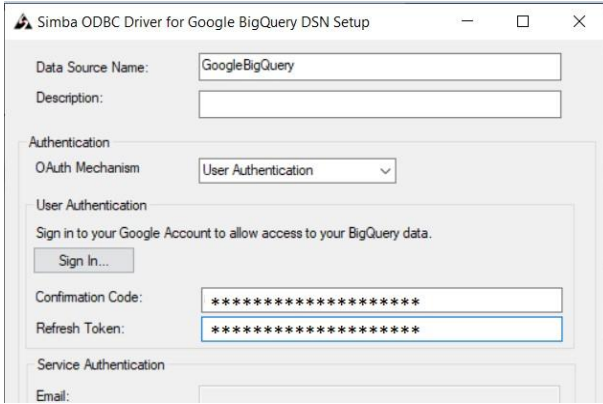 Simba ODBC Driver for Google BigQuery DSN Setup
Data Source Name: GoogleBigQuery
Description:
Authentication
OAuth Mechanism User Authentication
User Authentication
Sign in to your Google Account to allow access to your BigQuery data.
Sign In...
Confirmation Code: ********************
Refresh Token: ********************
Service Authentication
Email: